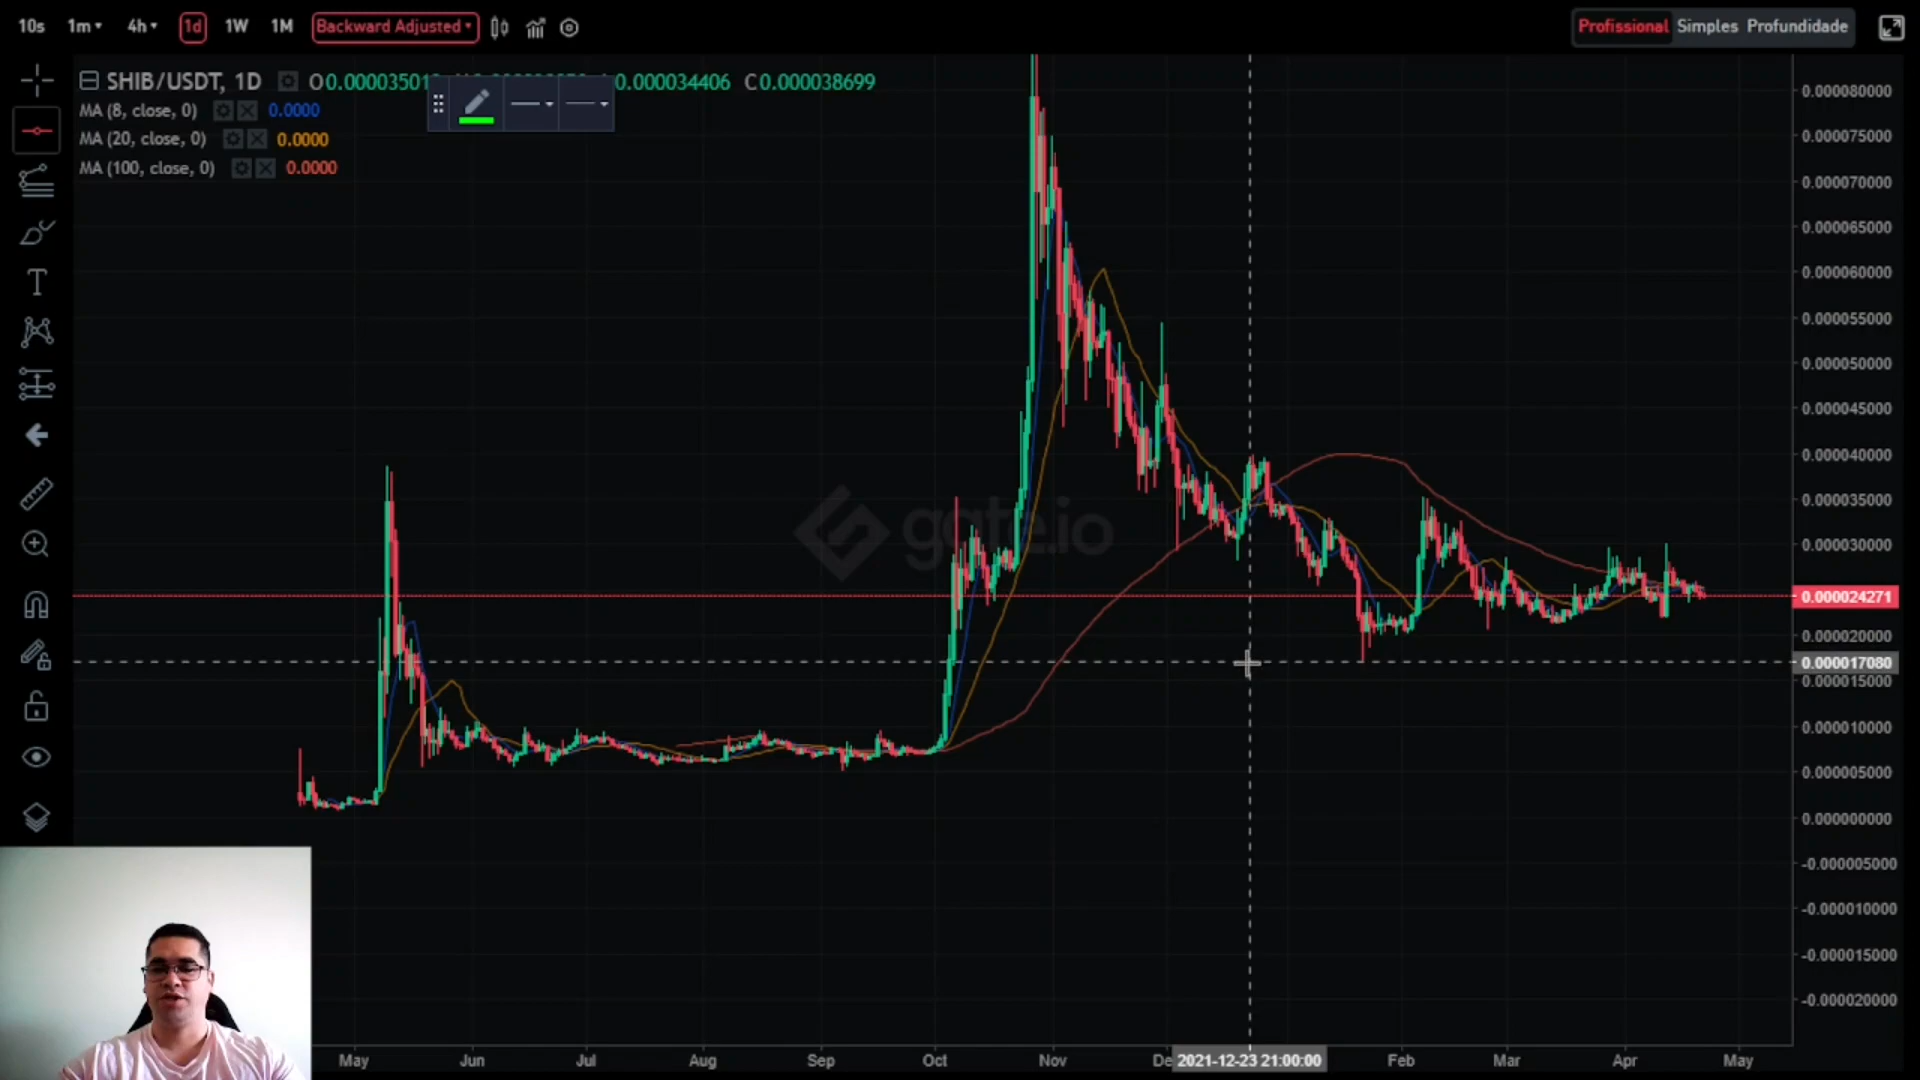 10s 1m 4h 1d 1W 1M Backward Adjusted Profissional Simples Profundidade
SHIB/USDT, 1D O0.00003501 0.000034406 C0.000038699
MA (8, close, 0) 0.0000
MA (20, close, 0) 0.0000
MA (100, close, 0) 0.0000
T
gate.io
0.000080000
0.000075000
0.000070000
0.000065000
0.000060000
0.000055000
0.000050000
0.000045000
0.000040000
0.000035000
0.000030000
0.000024271
0.000020000
0.000017080
0.000015000
0.000010000
0.000005000
0.000000000
-0.000005000
-0.000010000
-0.000015000
-0.000020000
May Jun Jul Aug Sep Oct Nov De 2021-12-23 21:00:00 Feb Mar Apr May